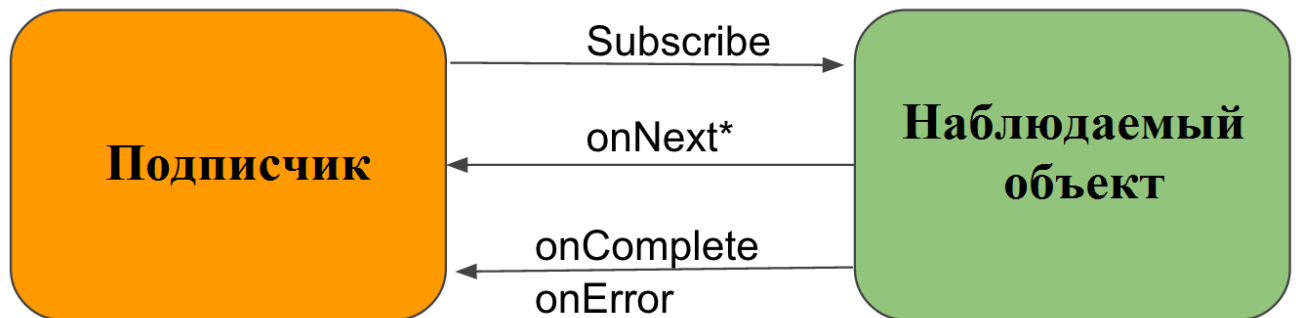 Подписчик
Subscribe
onNext*
onComplete
onError
Наблюдаемый
объект